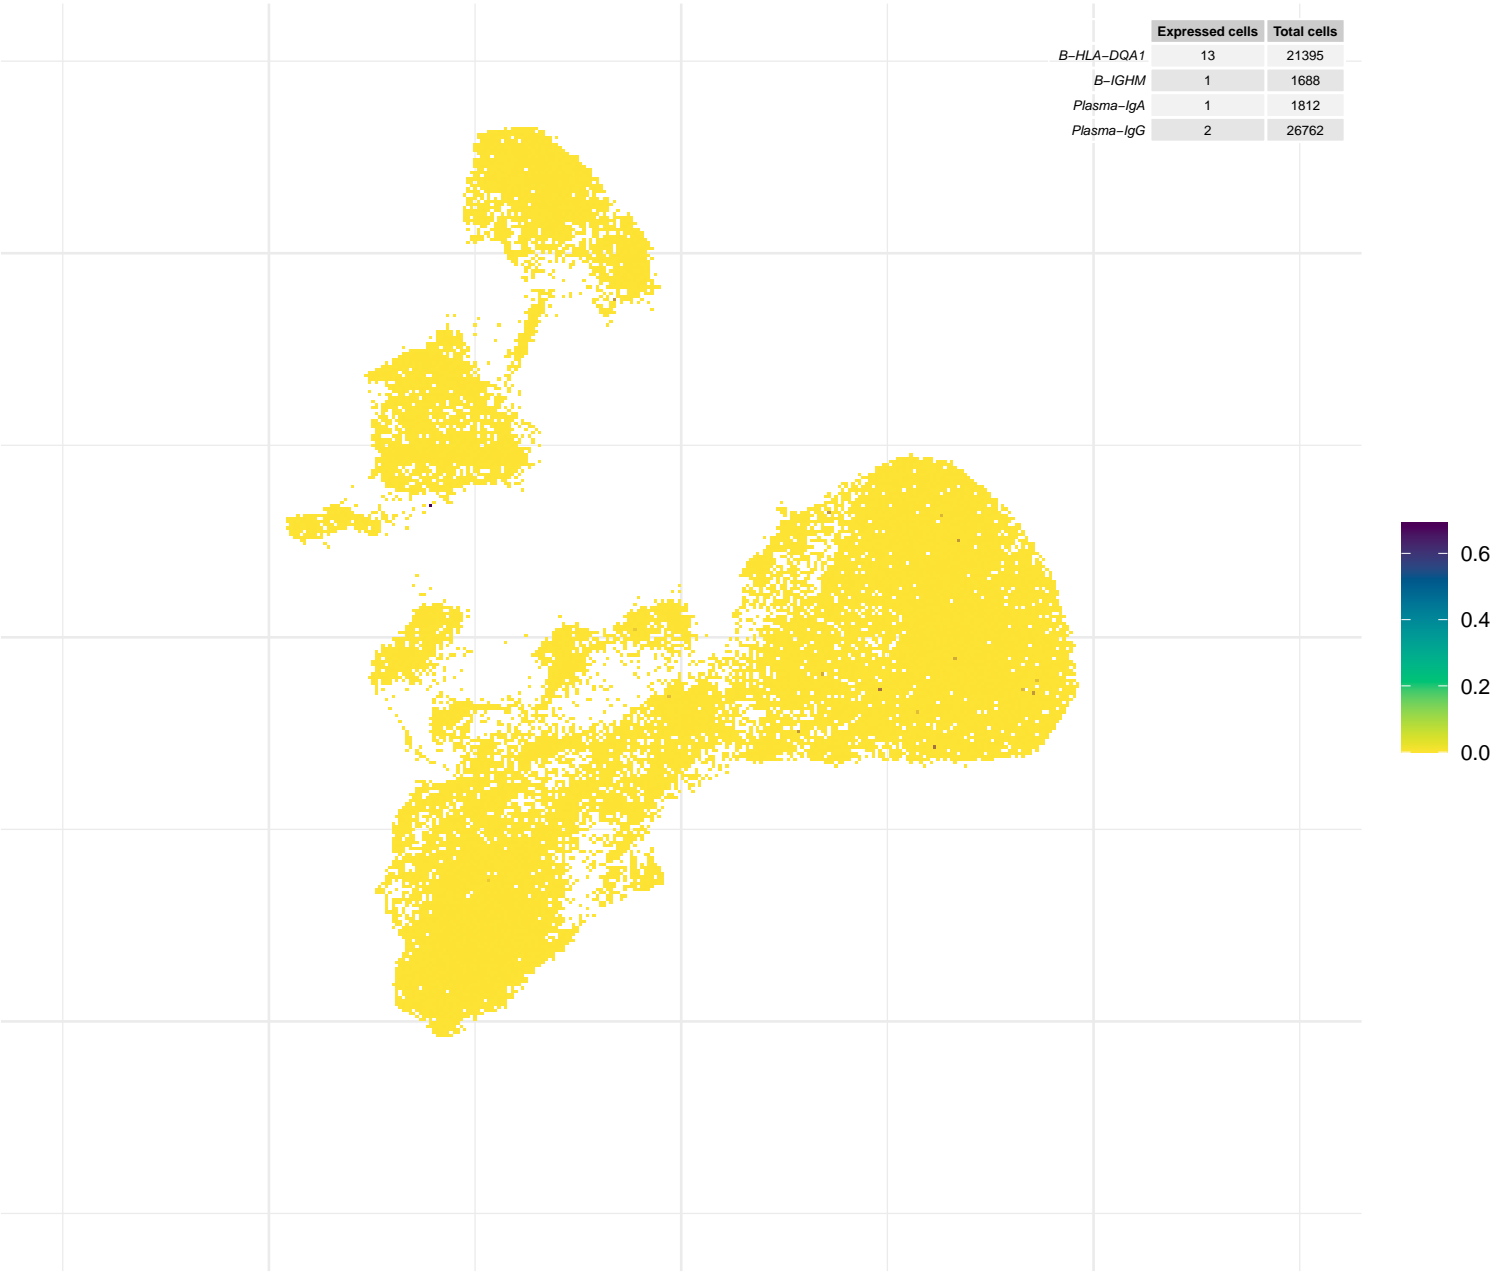 Expressed cells Total cells
B−HLA−DQA1 13 21395
B−IGHM 1 1688
Plasma−IgA 1 1812
Plasma−IgG 2 26762
0.6
0.4
0.2
0.0